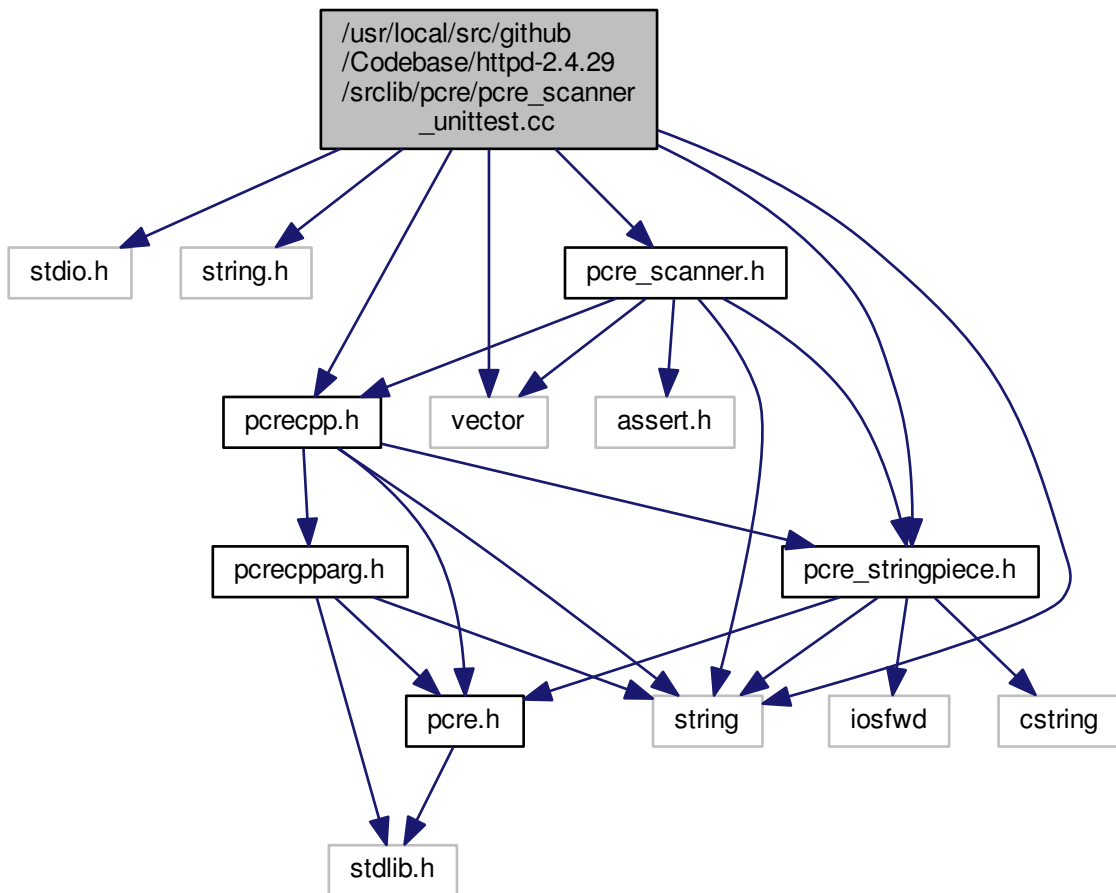 /usr/local/src/github
/Codebase/httpd-2.4.29
/srclib/pcre/pcre_scanner
_unittest.cc
stdio.h
string.h
pcre_scanner.h
pcrecpp.h
vector
assert.h
pcrecpparg.h
pcre_stringpiece.h
pcre.h
string
iosfwd
cstring
stdlib.h